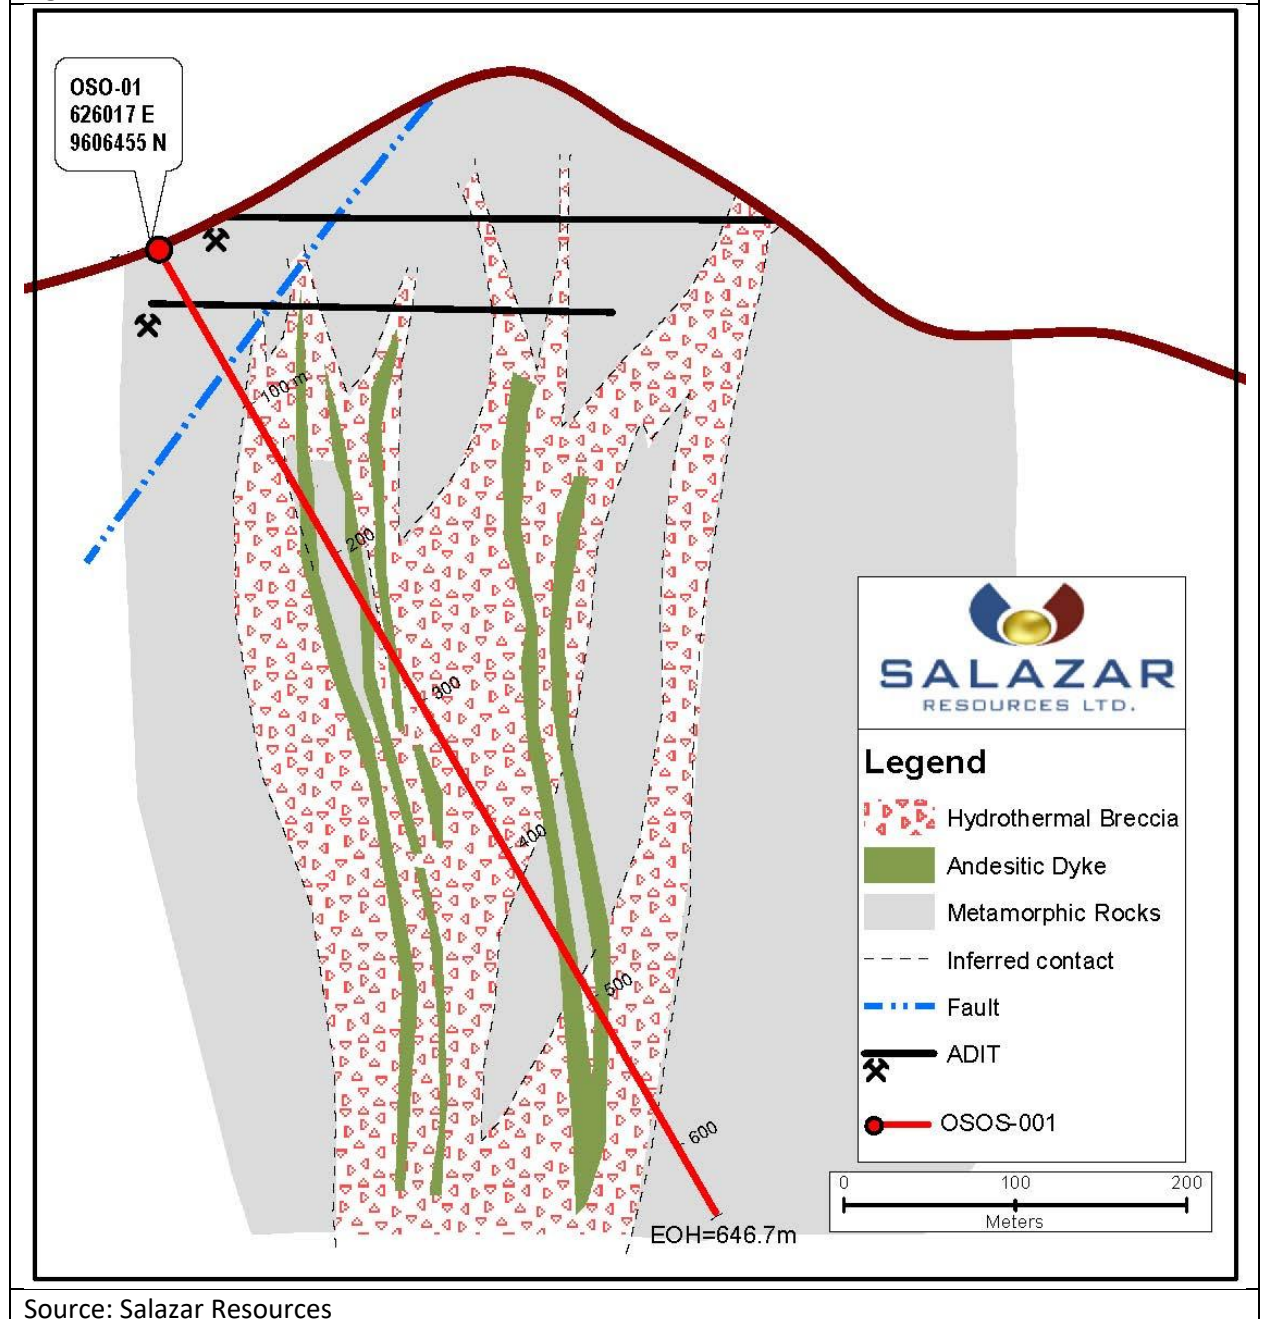 OSO-01
626017 E
9606455 N
100 m
200
300
400
500
600
EOH=646.7m
SALAZAR
RESOURCES LTD.
Legend
Hydrothermal Breccia
Andesitic Dyke
Metamorphic Rocks
Inferred contact
Fault
ADIT
OSOS-001
0 100 200
Meters
Source: Salazar Resources